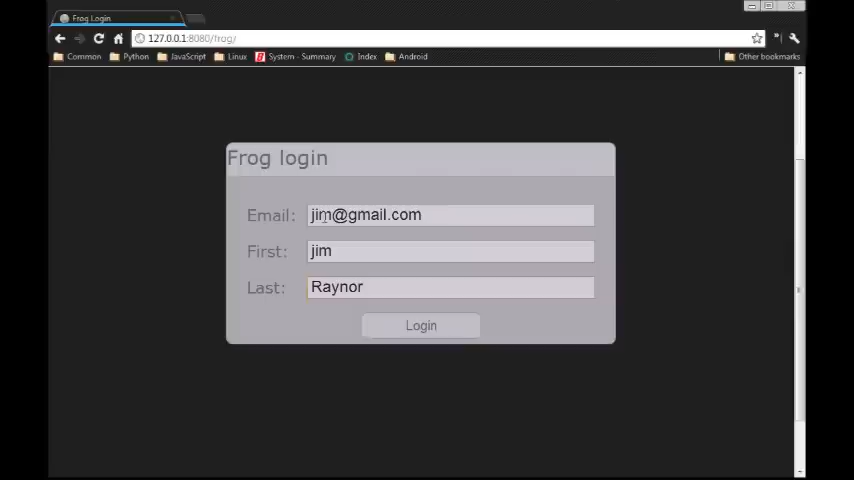 Frog Login
127.0.0.1:8080/frog/
Common Python JavaScript Linux System - Summary Index Android Other bookmarks
Frog login
Email: jim@gmail.com
First: jim
Last: Raynor
Login